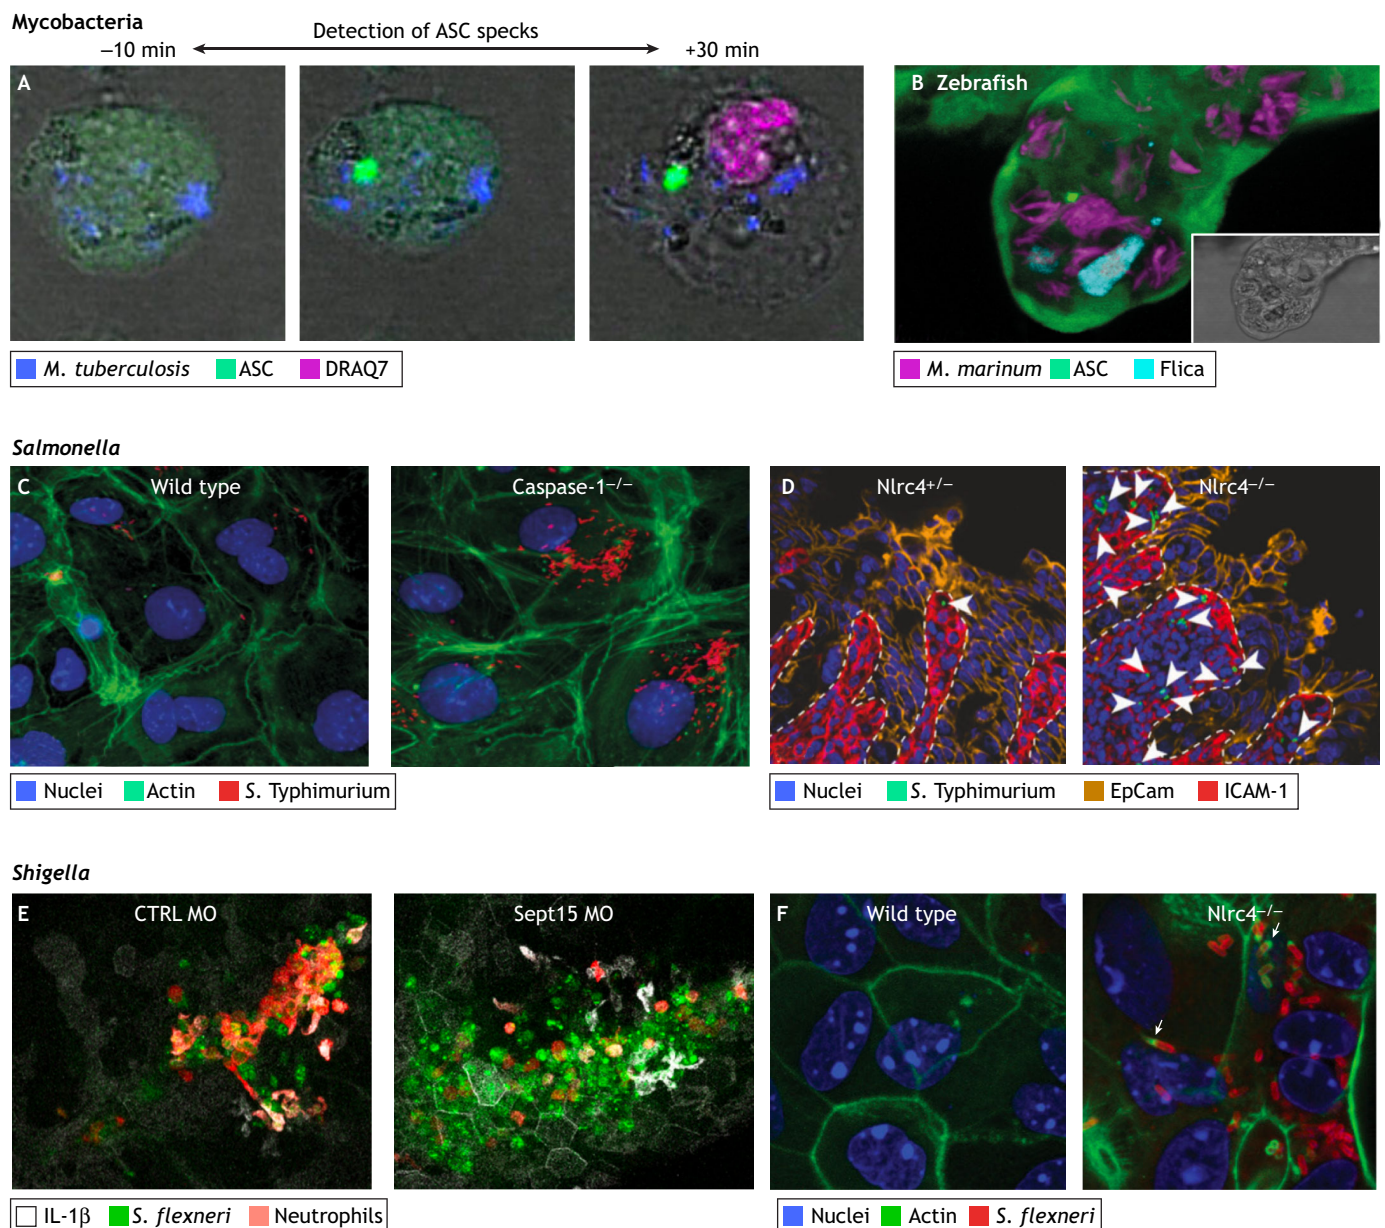 Mycobacteria
Detection of ASC specks
−10 min
+30 min
A
B Zebrafish
M. tuberculosis ASC DRAQ7
M. marinum ASC Flica
Salmonella
C Wild type
Caspase-1−/−
D Nlrc4+/−
Nlrc4−/−
Nuclei Actin S. Typhimurium
Nuclei S. Typhimurium EpCam ICAM-1
Shigella
E CTRL MO
Sept15 MO
F Wild type
Nlrc4−/−
IL-1β S. flexneri Neutrophils
Nuclei Actin S. flexneri